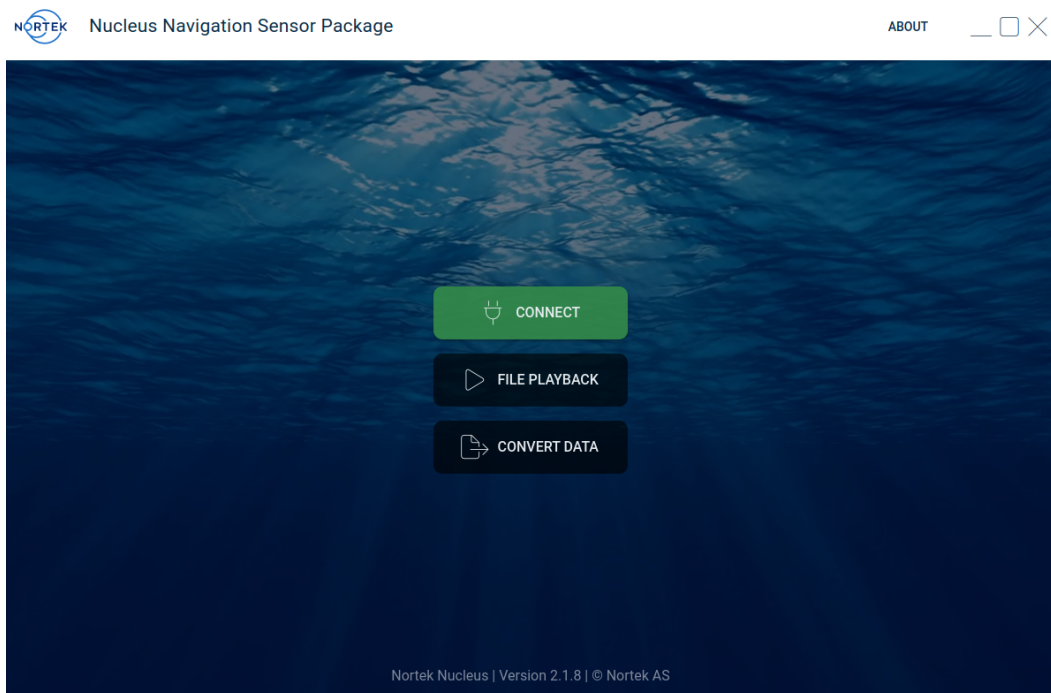 NORTEK
Nucleus Navigation Sensor Package
ABOUT
CONNECT
FILE PLAYBACK
CONVERT DATA
Nortek Nucleus | Version 2.1.8 | © Nortek AS